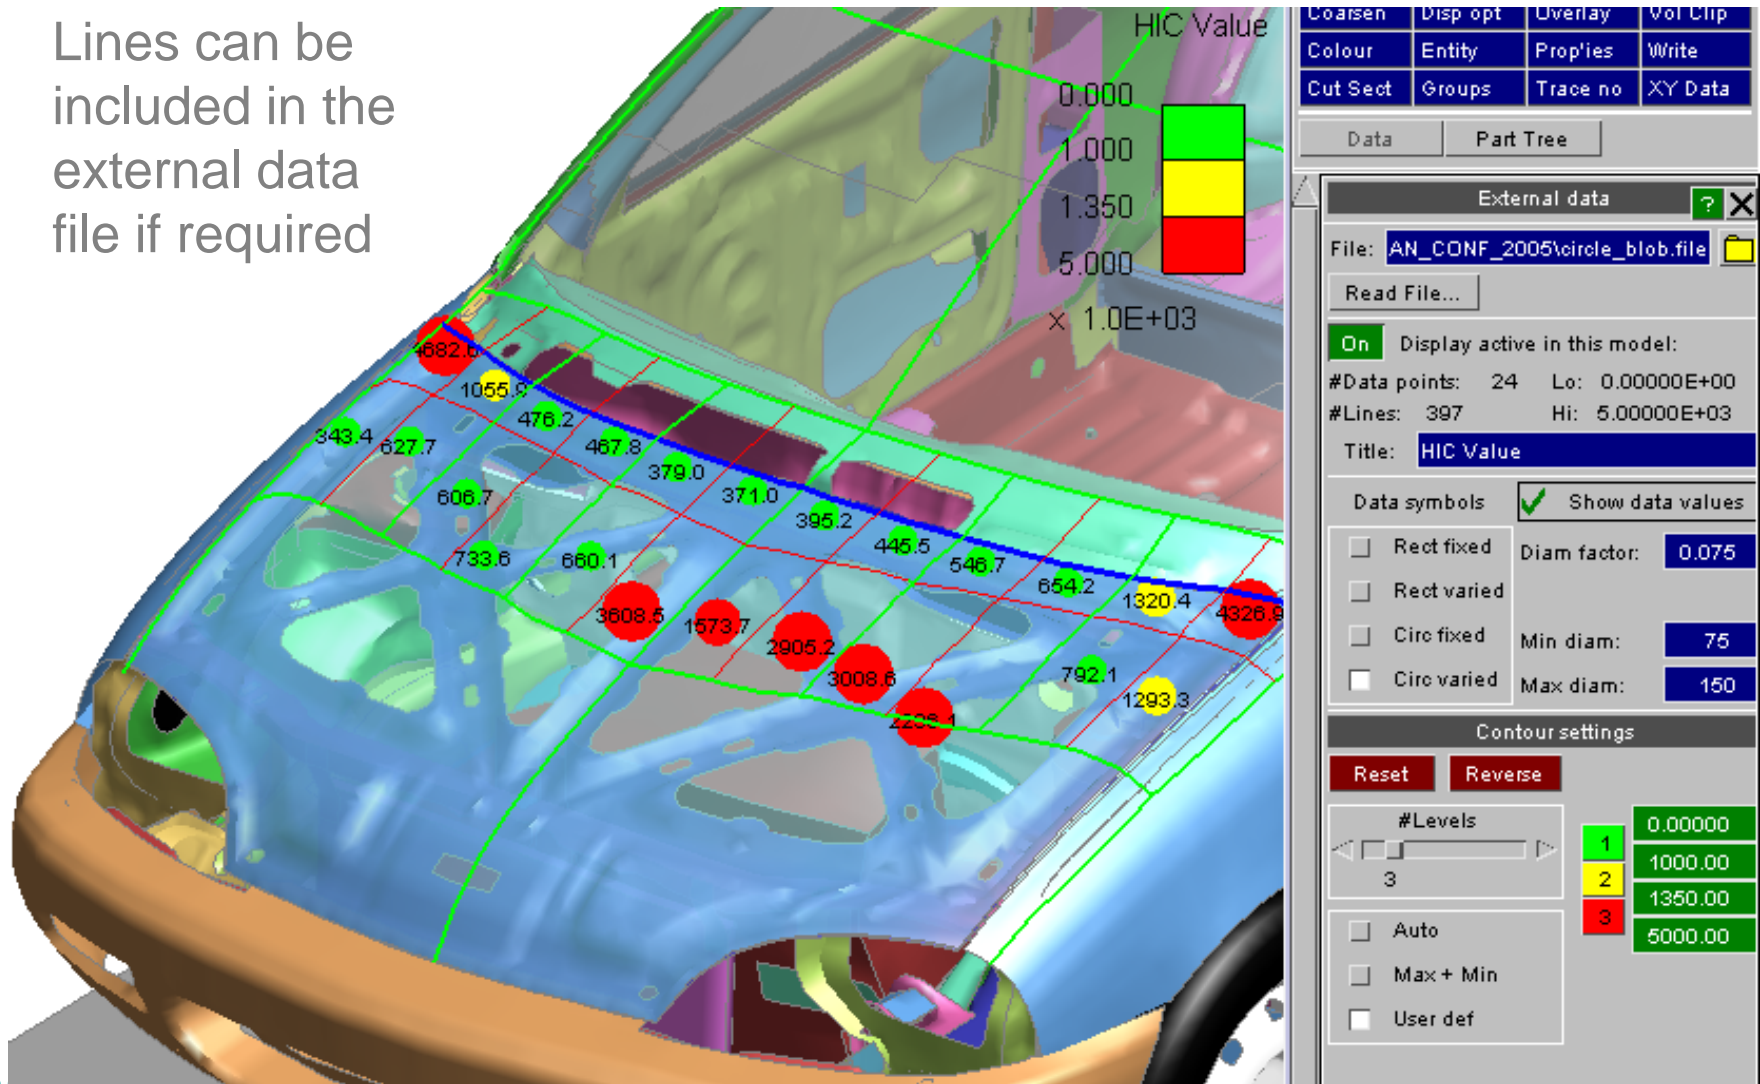 Lines can be
included in the
external data
file if required
HIC Value
0.000
1.000
1.350
5.000
x 1.0E+03
4682.6
1055.9
476.2
343.4
627.7
467.8
379.0
606.7
371.0
395.2
733.6
660.1
445.5
546.7
3608.5
1573.7
654.2
1320.4
4326.9
2905.2
3008.6
792.1
1293.3
Coarsen Disp opt Overlay Vol Clip
Colour Entity Prop'ies Write
Cut Sect Groups Trace no XY Data
Data Part Tree
External data ? X
File: AN_CONF_2005\circle_blob.file
Read File...
On Display active in this model:
#Data points: 24 Lo: 0.00000E+00
#Lines: 397 Hi: 5.00000E+03
Title: HIC Value
Data symbols Show data values
Rect fixed Diam factor: 0.075
Rect varied
Circ fixed Min diam: 75
Circ varied Max diam: 150
Contour settings
Reset Reverse
#Levels
3
1
2
3
0.00000
1000.00
1350.00
5000.00
Auto
Max + Min
User def